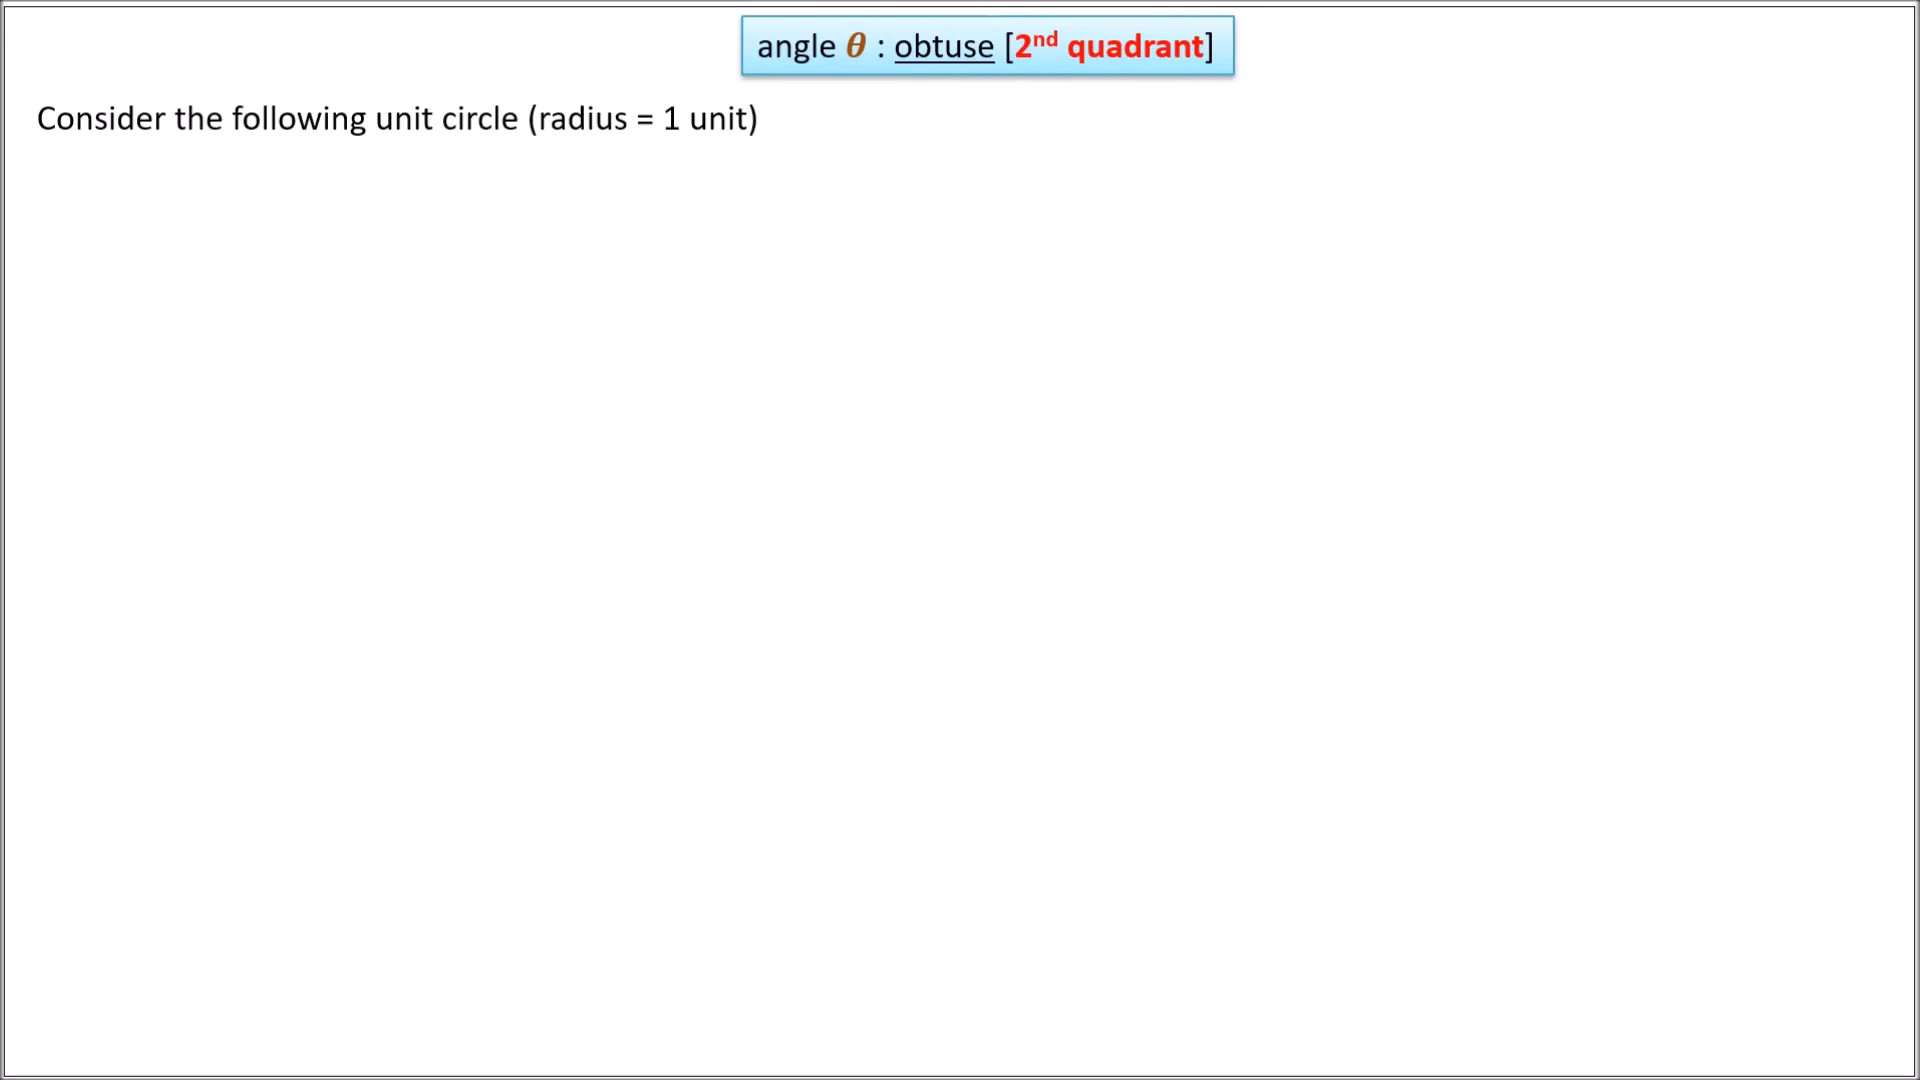 angle θ : obtuse [2nd quadrant]
Consider the following unit circle (radius = 1 unit)